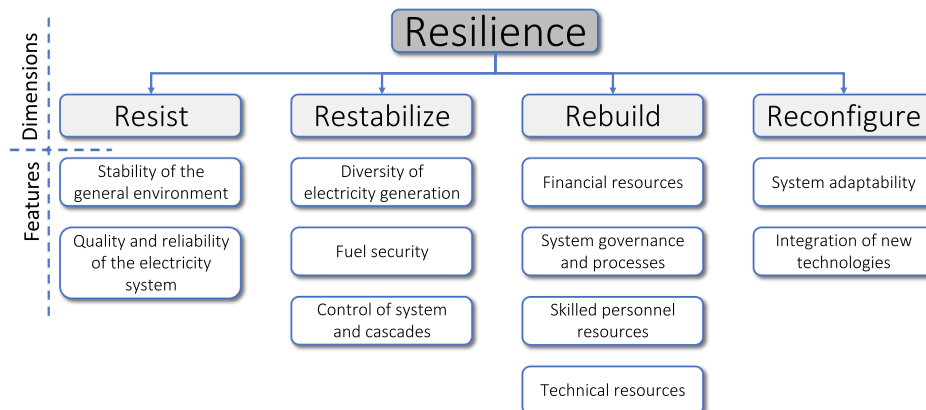 Resilience
Dimensions
Resist
Restabilize
Rebuild
Reconfigure
Features
Stability of the
general environment
Quality and reliability
of the electricity
system
Diversity of
electricity generation
Fuel security
Control of system
and cascades
Financial resources
System governance
and processes
Skilled personnel
resources
Technical resources
System adaptability
Integration of new
technologies